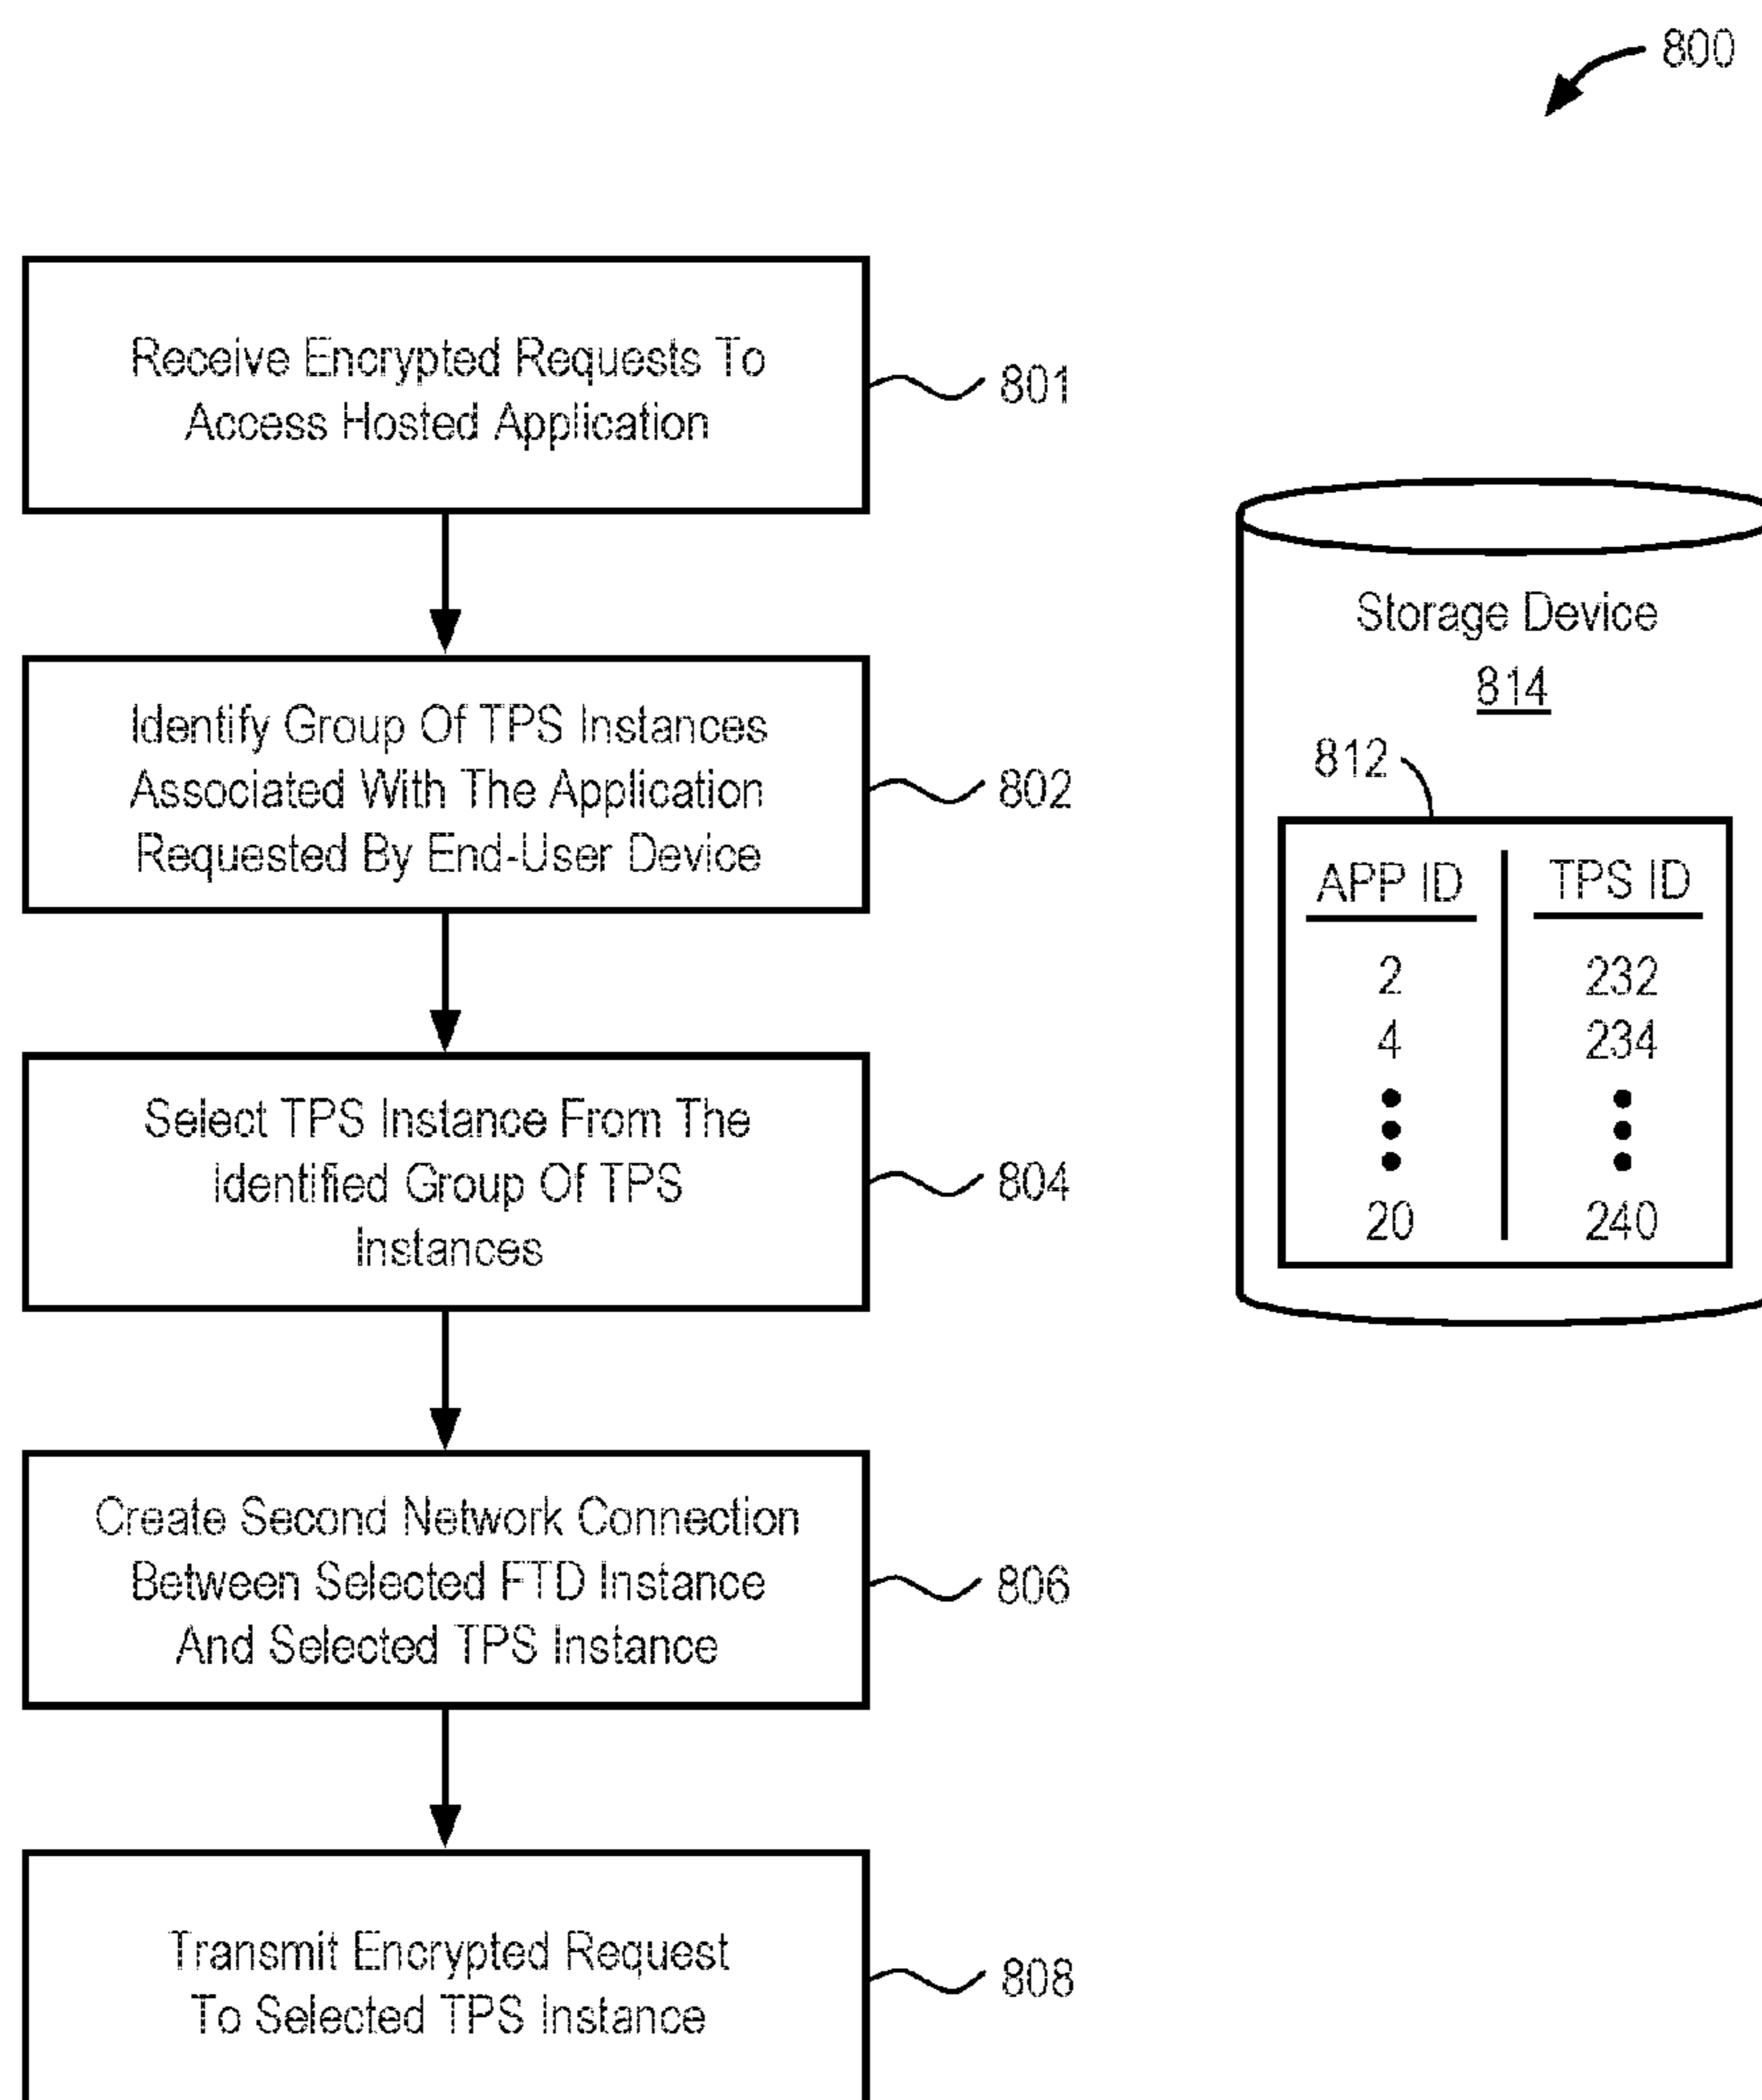 800
Receive Encrypted Requests To
Access Hosted Application
801
Identify Group Of TPS Instances
Associated With The Application
Requested By End-User Device
802
Select TPS Instance From The
Identified Group Of TPS
Instances
804
Create Second Network Connection
Between Selected FTD Instance
And Selected TPS Instance
806
Transmit Encrypted Request
To Selected TPS Instance
808
Storage Device
814
812
APP ID TPS ID
2 232
4 234
20 240